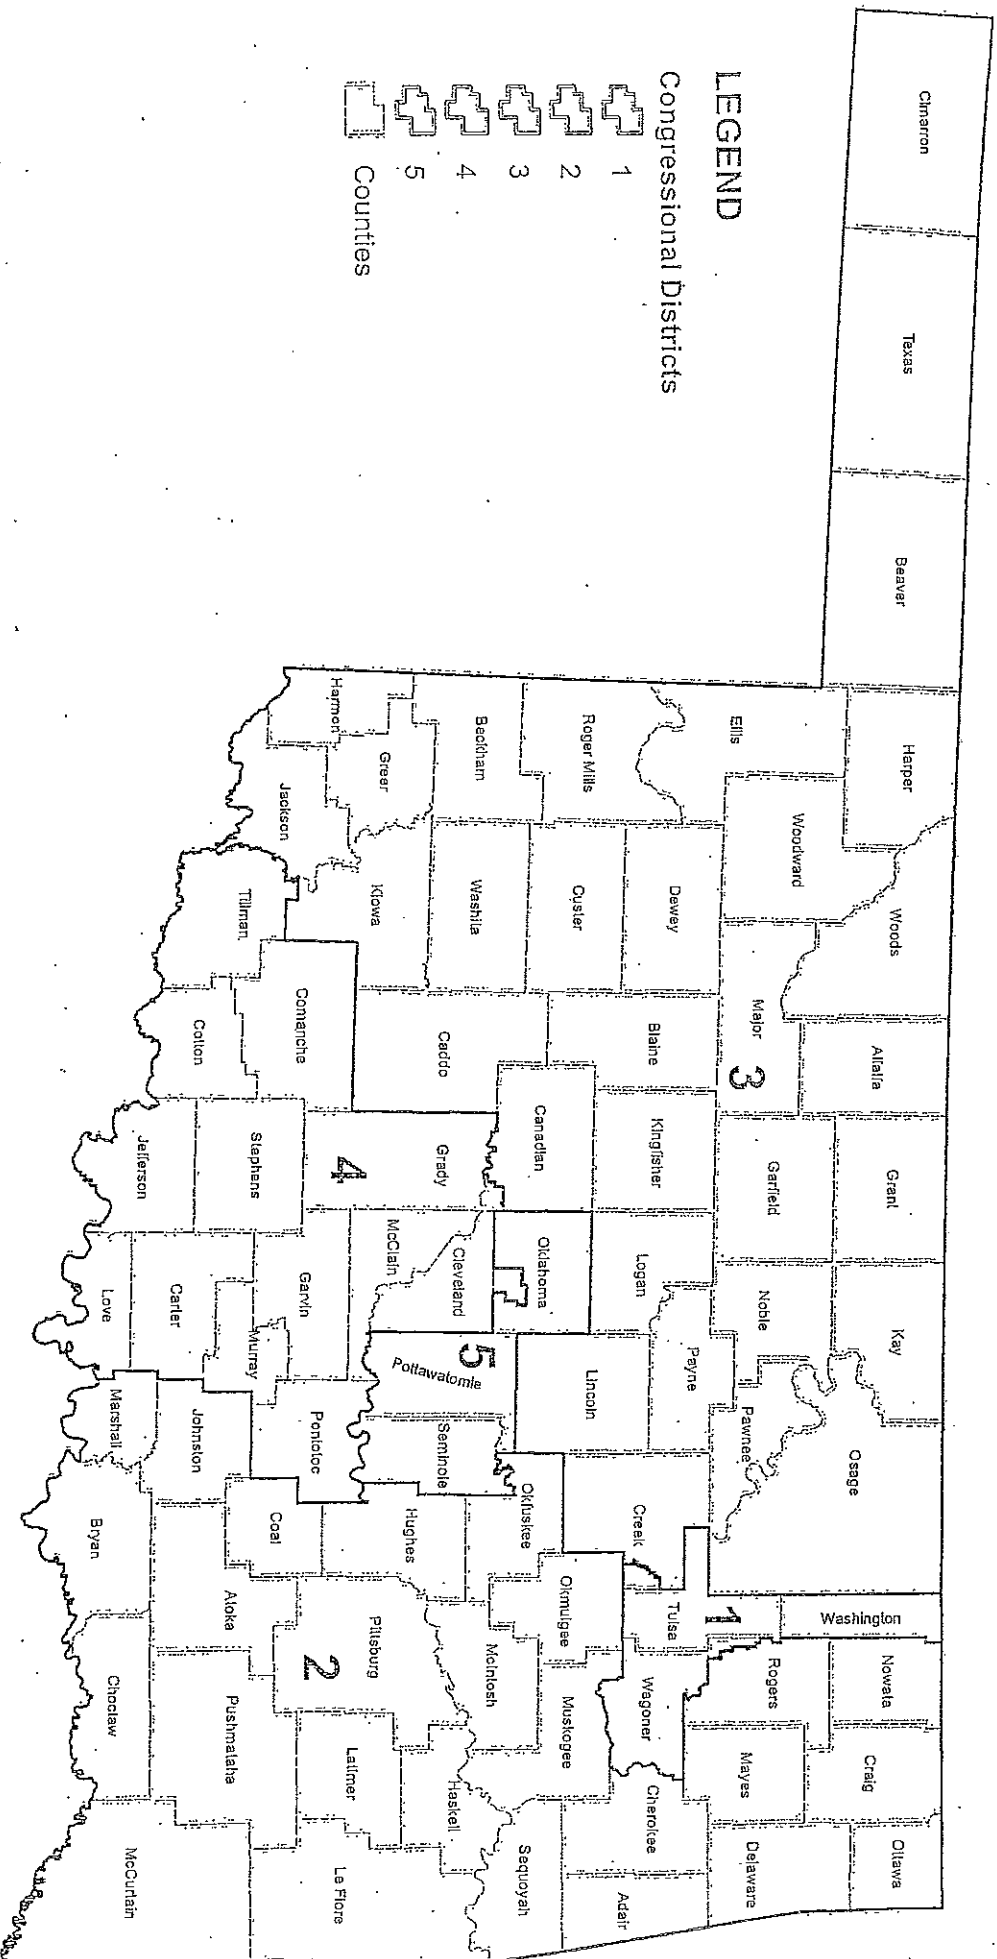 LEGEND
Congressional Districts
1
2
3
4
5
Counties
Cimarron
Texas
Beaver
Harper
Ellis
Woodward
Woods
Alfalfa
Grant
Kay
Osage
Washington
Nowata
Craig
Ottawa
Roger Mills
Dewey
Major
3
Garfield
Noble
Pawnee
Payne
Rogers
Mayes
Delaware
Beckham
Custer
Blaine
Kingfisher
Logan
Lincoln
Creek
Tulsa
1
Wagoner
Cherokee
Adair
Harmon
Greer
Washita
Kiowa
Caddo
Canadian
Oklahoma
Cleveland
Pottawatomie
5
Seminole
Okfuskee
Okmulgee
Muskogee
McIntosh
Sequoyah
Haskell
Jackson
Tillman
Comanche
Cotton
Grady
4
Stephens
Jefferson
McClain
Garvin
Murray
Carter
Love
Pontotoc
Johnston
Marshall
Hughes
Coal
Pittsburg
2
Latimer
Le Flore
Atoka
Bryan
Pushmataha
Choctaw
McCurtain